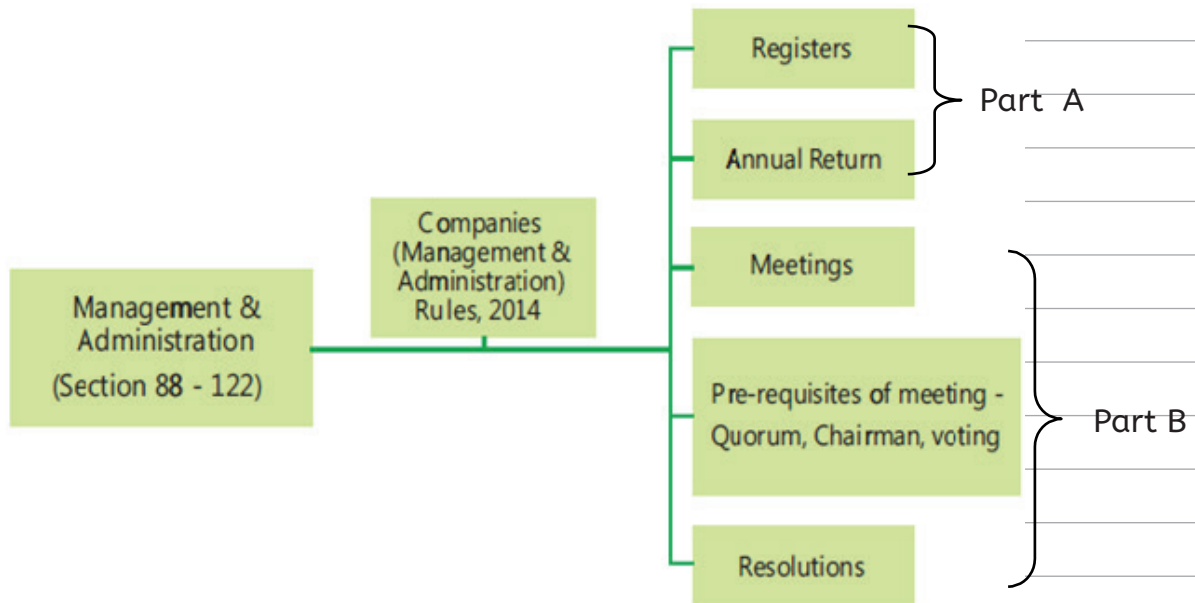 Registers
Part A
Annual Return
Companies
(Management &
Administration)
Rules, 2014
Meetings
Management &
Administration
(Section 88 - 122)
Pre-requisites of meeting -
Quorum, Chairman, voting
Part B
Resolutions